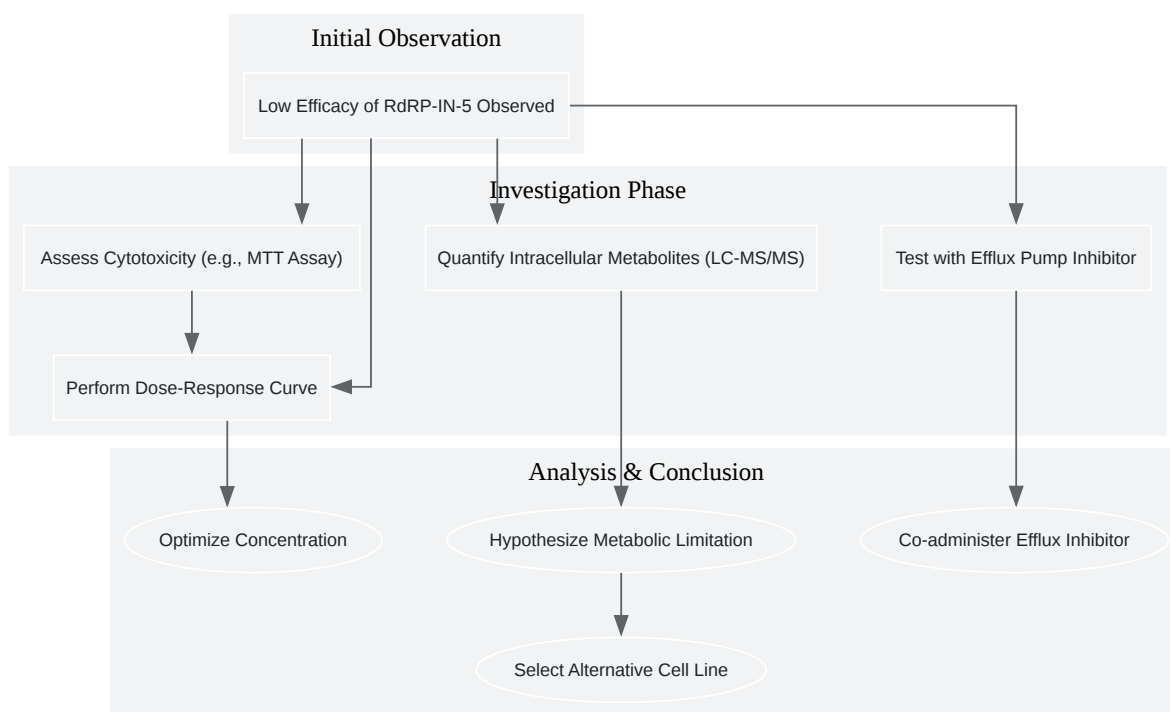 Initial Observation
Low Efficacy of RdRP-IN-5 Observed
Investigation Phase
Assess Cytotoxicity (e.g., MTT Assay)
Quantify Intracellular Metabolites (LC-MS/MS)
Test with Efflux Pump Inhibitor
Perform Dose-Response Curve
Analysis & Conclusion
Optimize Concentration
Hypothesize Metabolic Limitation
Co-administer Efflux Inhibitor
Select Alternative Cell Line